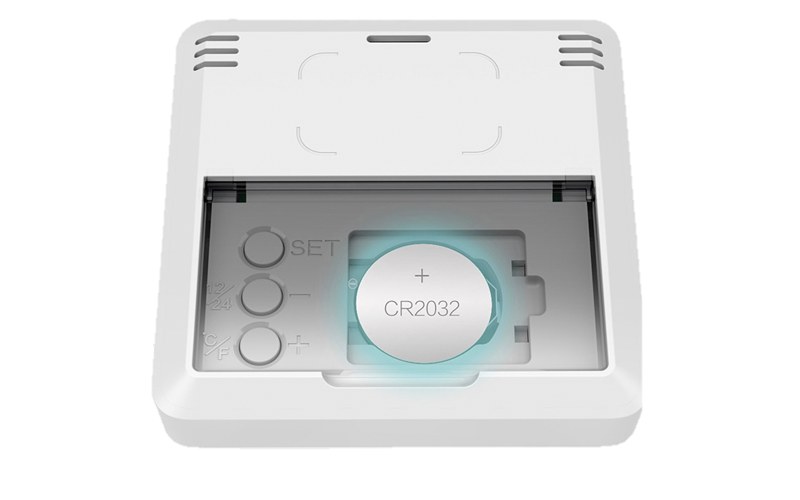 SET
12/24 −
°C/°F +
+
CR2032